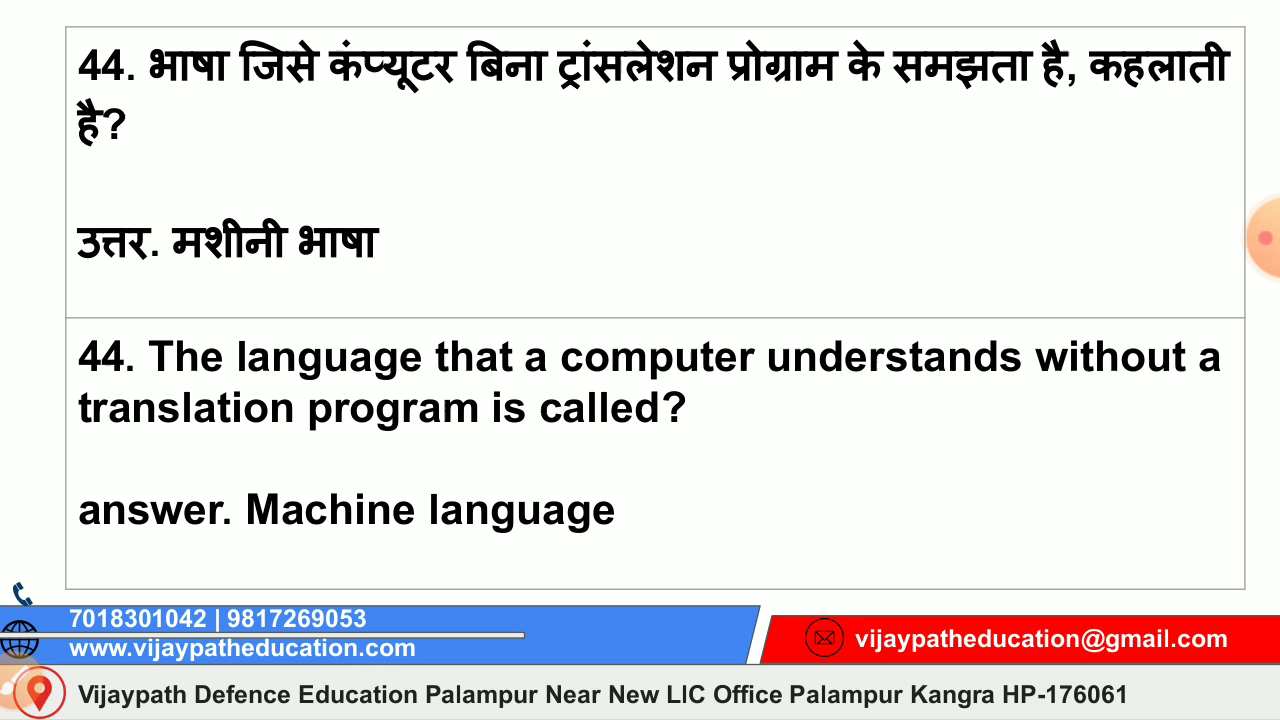 44. भाषा जिसे कंप्यूटर बिना ट्रांसलेशन प्रोग्राम के समझता है, कहलाती
है?
उत्तर. मशीनी भाषा
44. The language that a computer understands without a
translation program is called?
answer. Machine language
7018301042 | 9817269053
www.vijaypatheducation.com
vijaypatheducation@gmail.com
Vijaypath Defence Education Palampur Near New LIC Office Palampur Kangra HP-176061